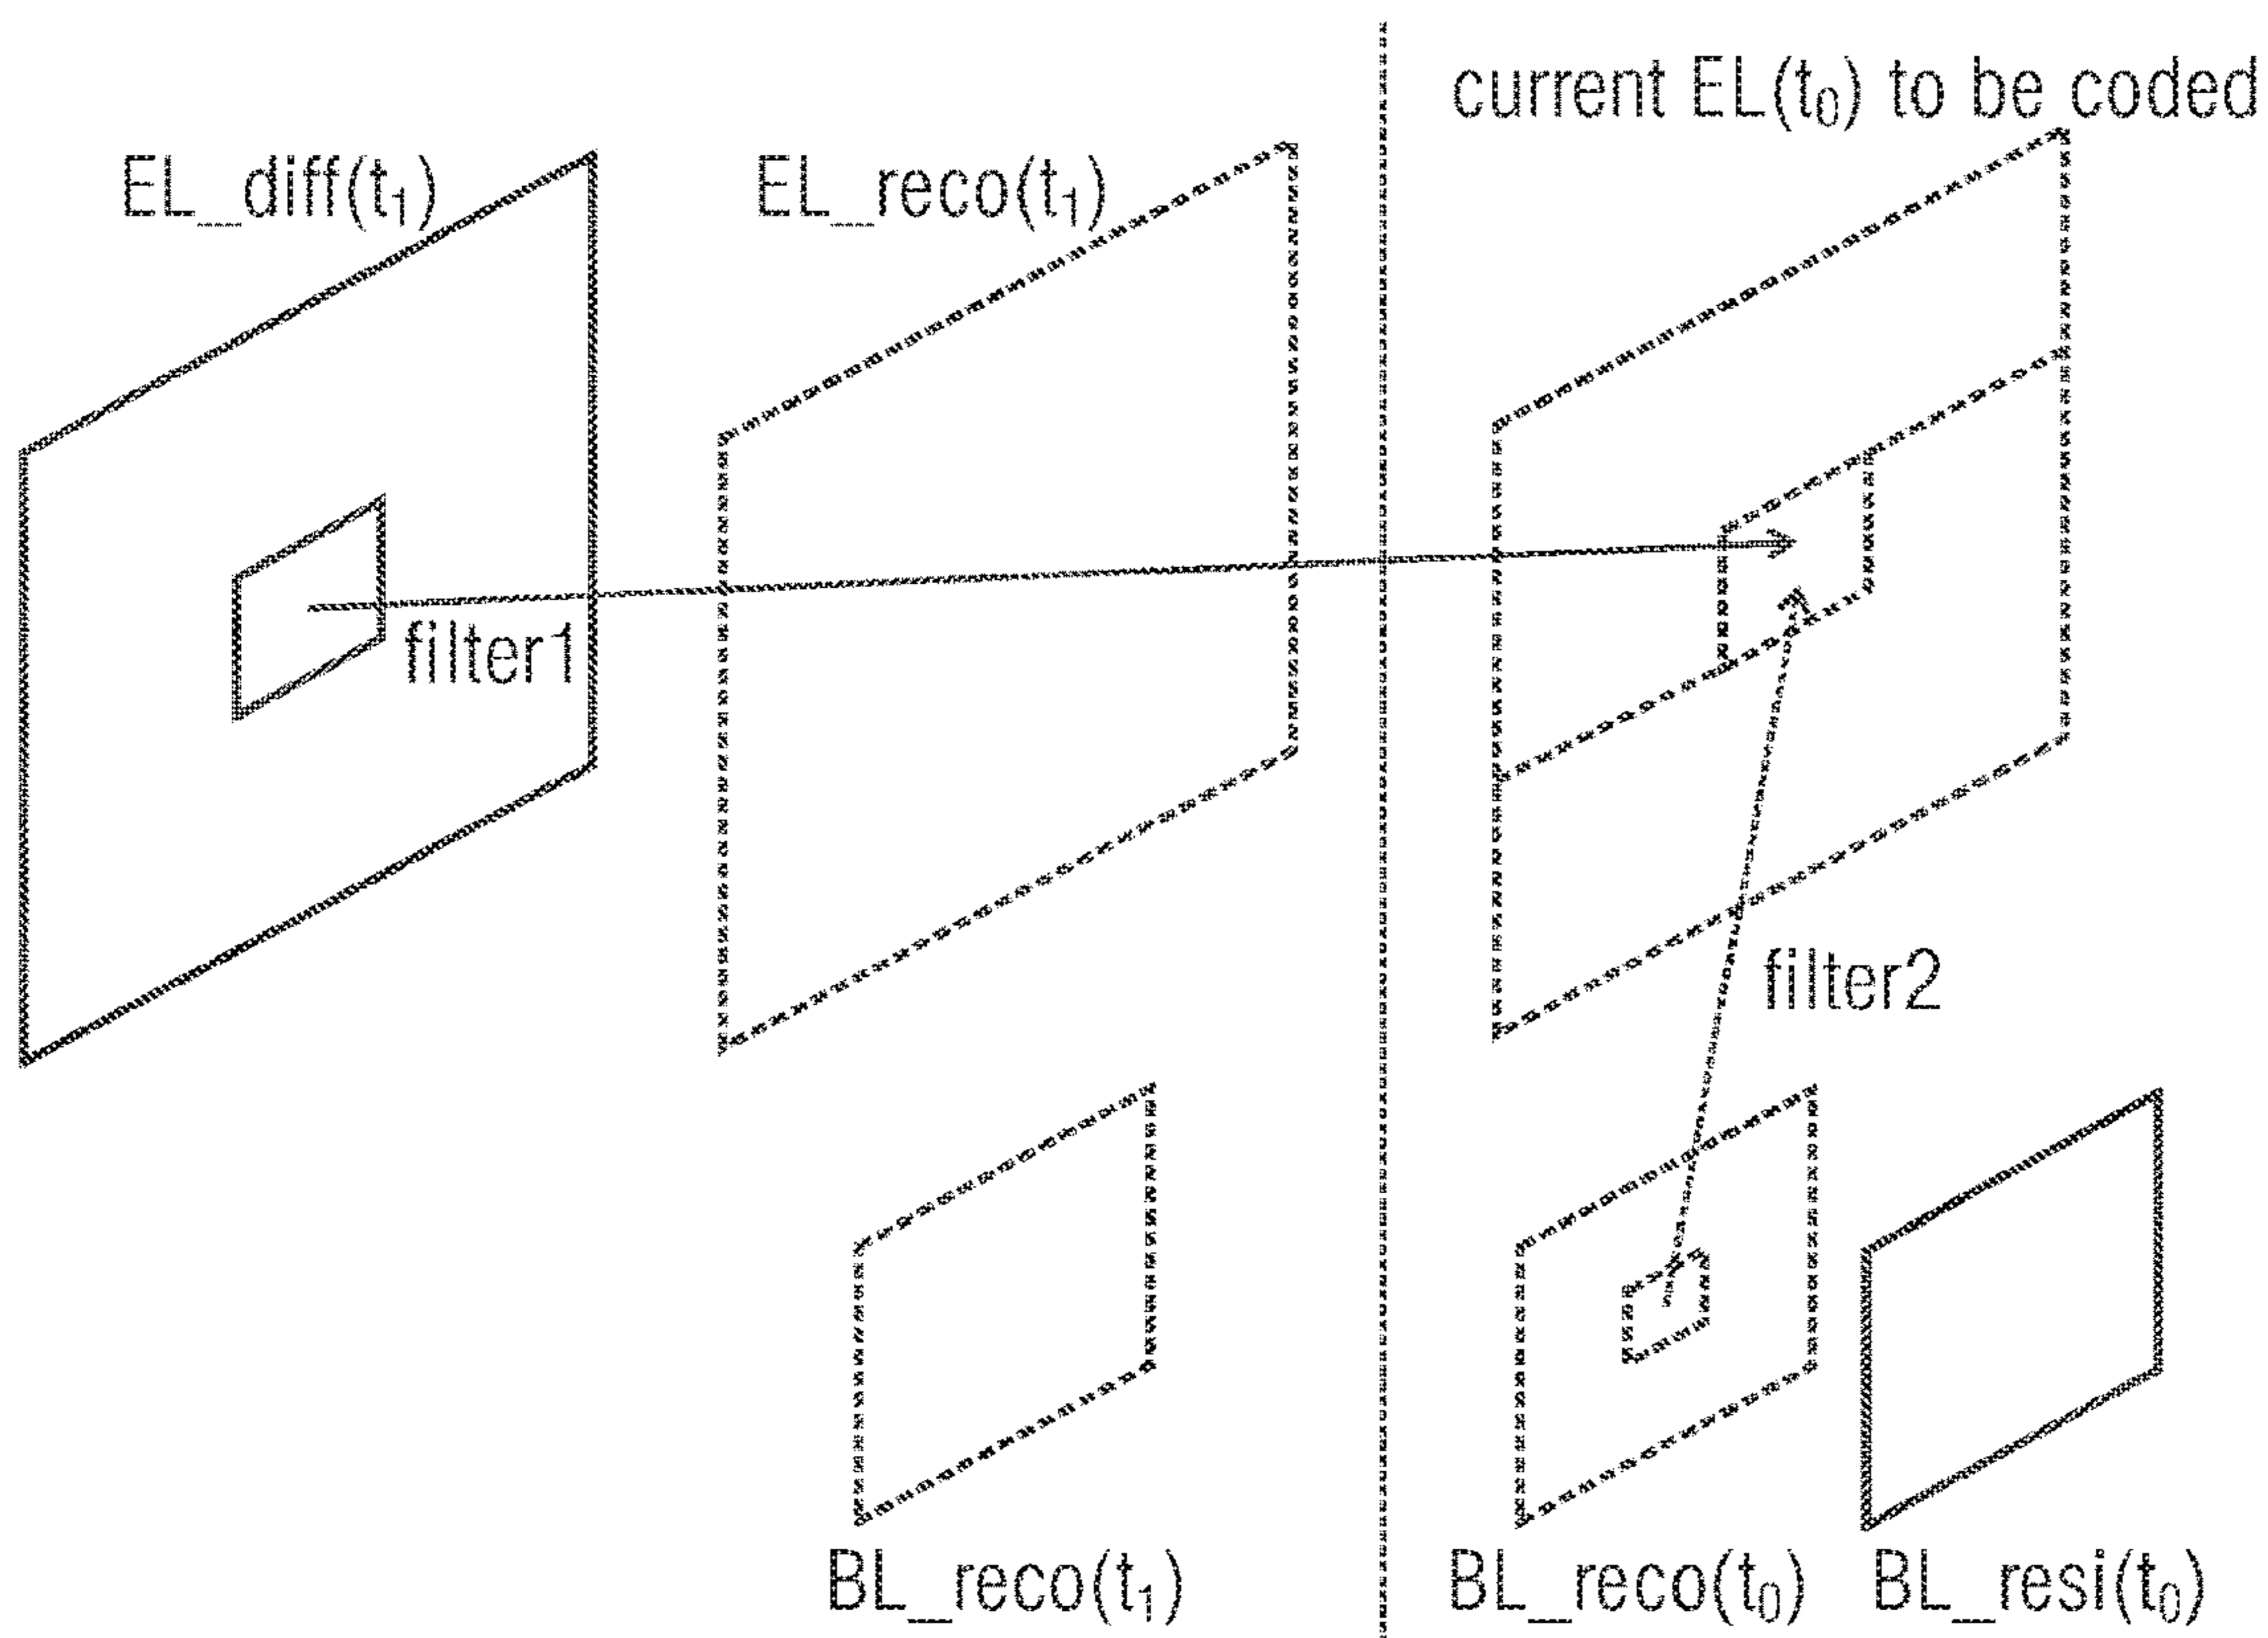 current EL(t₀) to be coded
EL_diff(t₁)
EL_reco(t₁)
filter1
filter2
BL_reco(t₁)
BL_reco(t₀)
BL_resi(t₀)